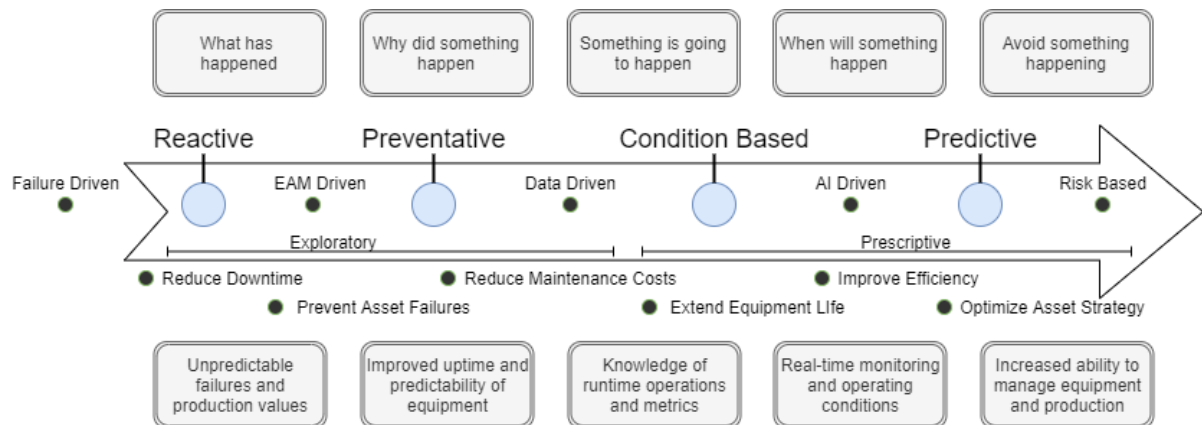 What has
happened
Why did something
happen
Something is going
to happen
When will something
happen
Avoid something
happening
Reactive
Preventative
Condition Based
Predictive
Failure Driven
EAM Driven
Data Driven
AI Driven
Risk Based
Exploratory
Prescriptive
Reduce Downtime
Reduce Maintenance Costs
Improve Efficiency
Prevent Asset Failures
Extend Equipment LIfe
Optimize Asset Strategy
Unpredictable
failures and
production values
Improved uptime and
predictability of
equipment
Knowledge of
runtime operations
and metrics
Real-time monitoring
and operating
conditions
Increased ability to
manage equipment
and production